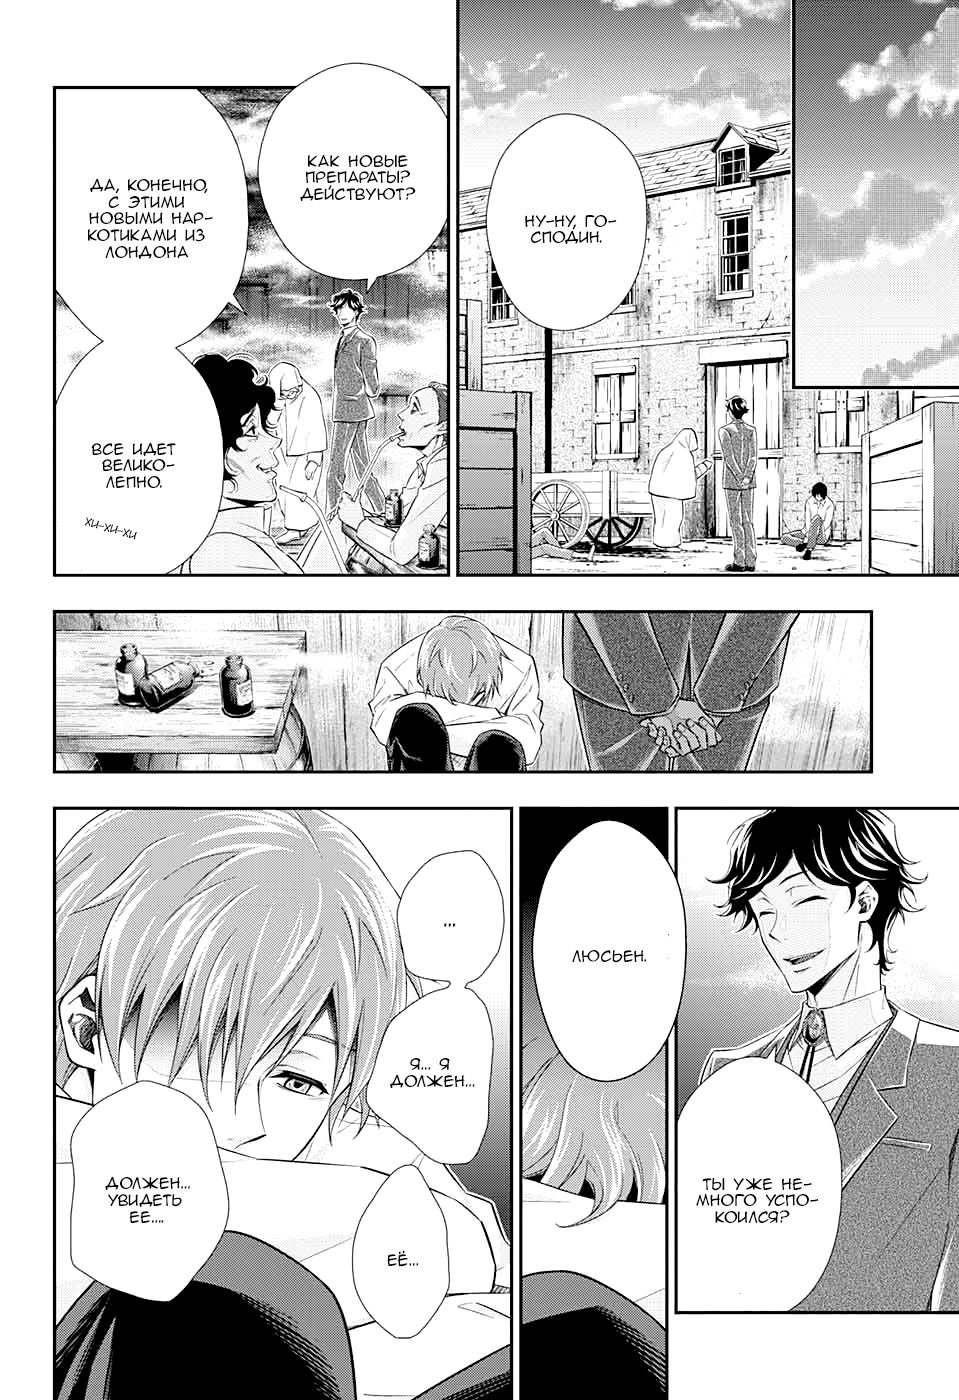 НУ-НУ, ГО-
СПОДИН.
КАК НОВЫЕ
ПРЕПАРАТЫ?
ДЕЙСТВУЮТ?
ДА, КОНЕЧНО,
С ЭТИМИ
НОВЫМИ НАР-
КОТИКАМИ ИЗ
ЛОНДОНА
ВСЕ ИДЕТ
ВЕЛИКО-
ЛЕПНО.
ХИ-ХИ-ХИ
ЛЮСЬЕН.
ТЫ УЖЕ НЕ-
МНОГО УСПО-
КОИЛСЯ?
...
Я... Я
ДОЛЖЕН...
ДОЛЖЕН...
УВИДЕТЬ
ЕЕ....
ЕЁ...